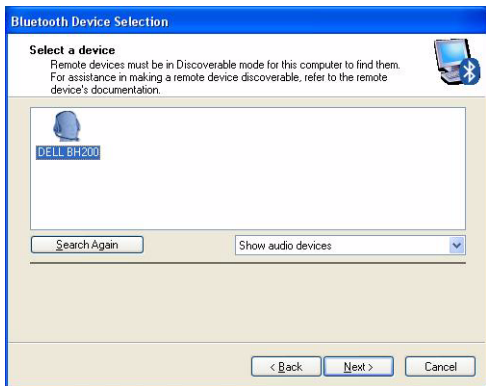 Bluetooth Device Selection
Select a device
Remote devices must be in Discoverable mode for this computer to find them.
For assistance in making a remote device discoverable, refer to the remote
device's documentation.
DELL BH200
Search Again
Show audio devices
< Back
Next >
Cancel